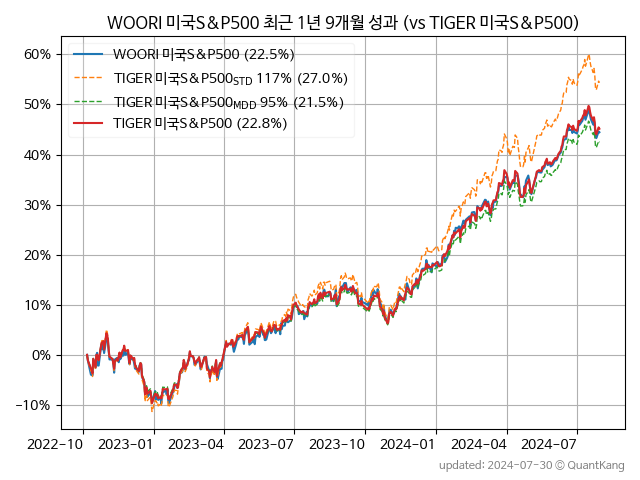 WOORI 미국S&P500 최근 1년 9개월 성과 (vs TIGER 미국S&P500)
WOORI 미국S&P500 (22.5%)
TIGER 미국S&P500STD 117% (27.0%)
TIGER 미국S&P500MDD 95% (21.5%)
TIGER 미국S&P500 (22.8%)
60%
50%
40%
30%
20%
10%
0%
−10%
2022-10 2023-01 2023-04 2023-07 2023-10 2024-01 2024-04 2024-07
updated: 2024-07-30 © QuantKang